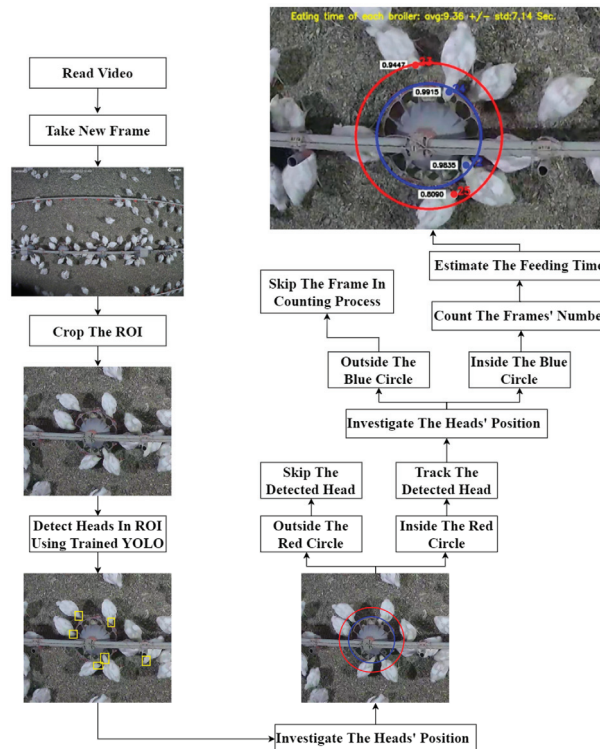 Read Video
Take New Frame
Crop The ROI
Detect Heads In ROI
Using Trained YOLO
Investigate The Heads' Position
Outside The
Red Circle
Inside The Red
Circle
Skip The
Detected Head
Track The
Detected Head
Investigate The Heads' Position
Outside The
Blue Circle
Inside The Blue
Circle
Skip The Frame In
Counting Process
Count The Frames' Number
Estimate The Feeding Time
Eating time of each broiler: avg:9.36 +/- std:7.14 Sec.
0.9447
0.9915
0.9835
0.8090